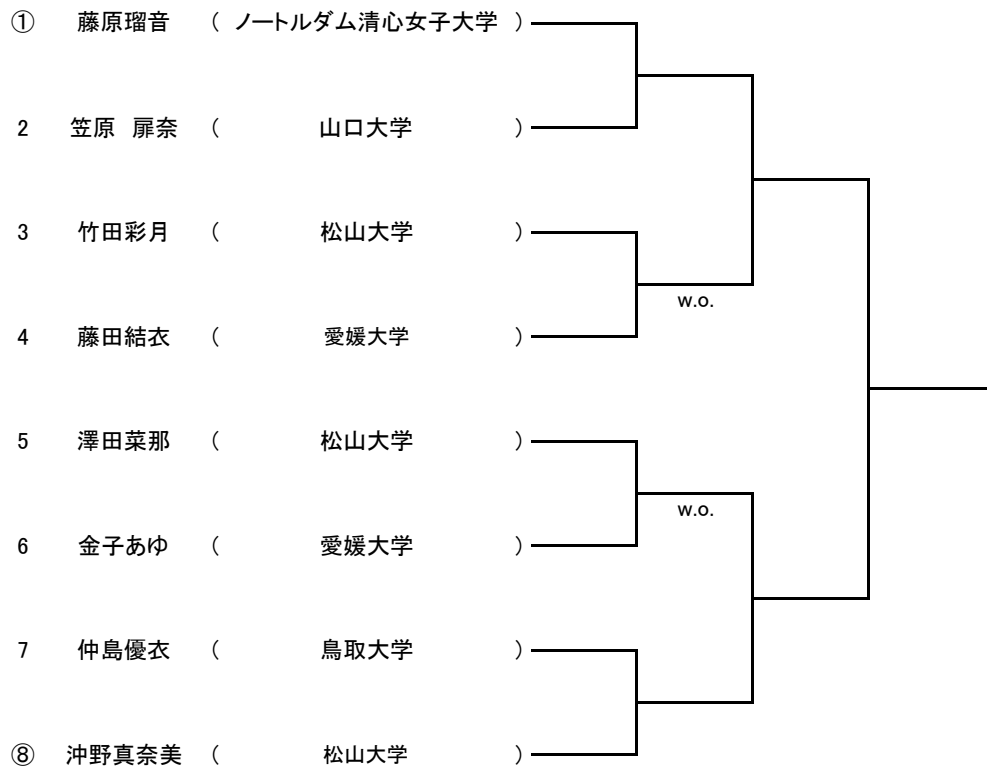 ① 藤原瑠音 ( ノートルダム清心女子大学 )
2 笠原 扉奈 ( 山口大学 )
3 竹田彩月 ( 松山大学 )
w.o.
4 藤田結衣 ( 愛媛大学 )
5 澤田菜那 ( 松山大学 )
w.o.
6 金子あゆ ( 愛媛大学 )
7 仲島優衣 ( 鳥取大学 )
⑧ 沖野真奈美 ( 松山大学 )